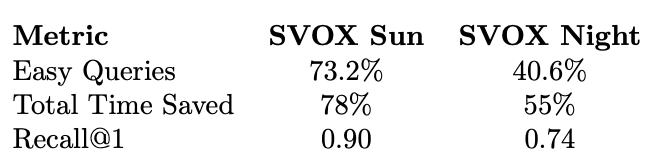 Metric SVOX Sun SVOX Night
Easy Queries 73.2% 40.6%
Total Time Saved 78% 55%
Recall@1 0.90 0.74